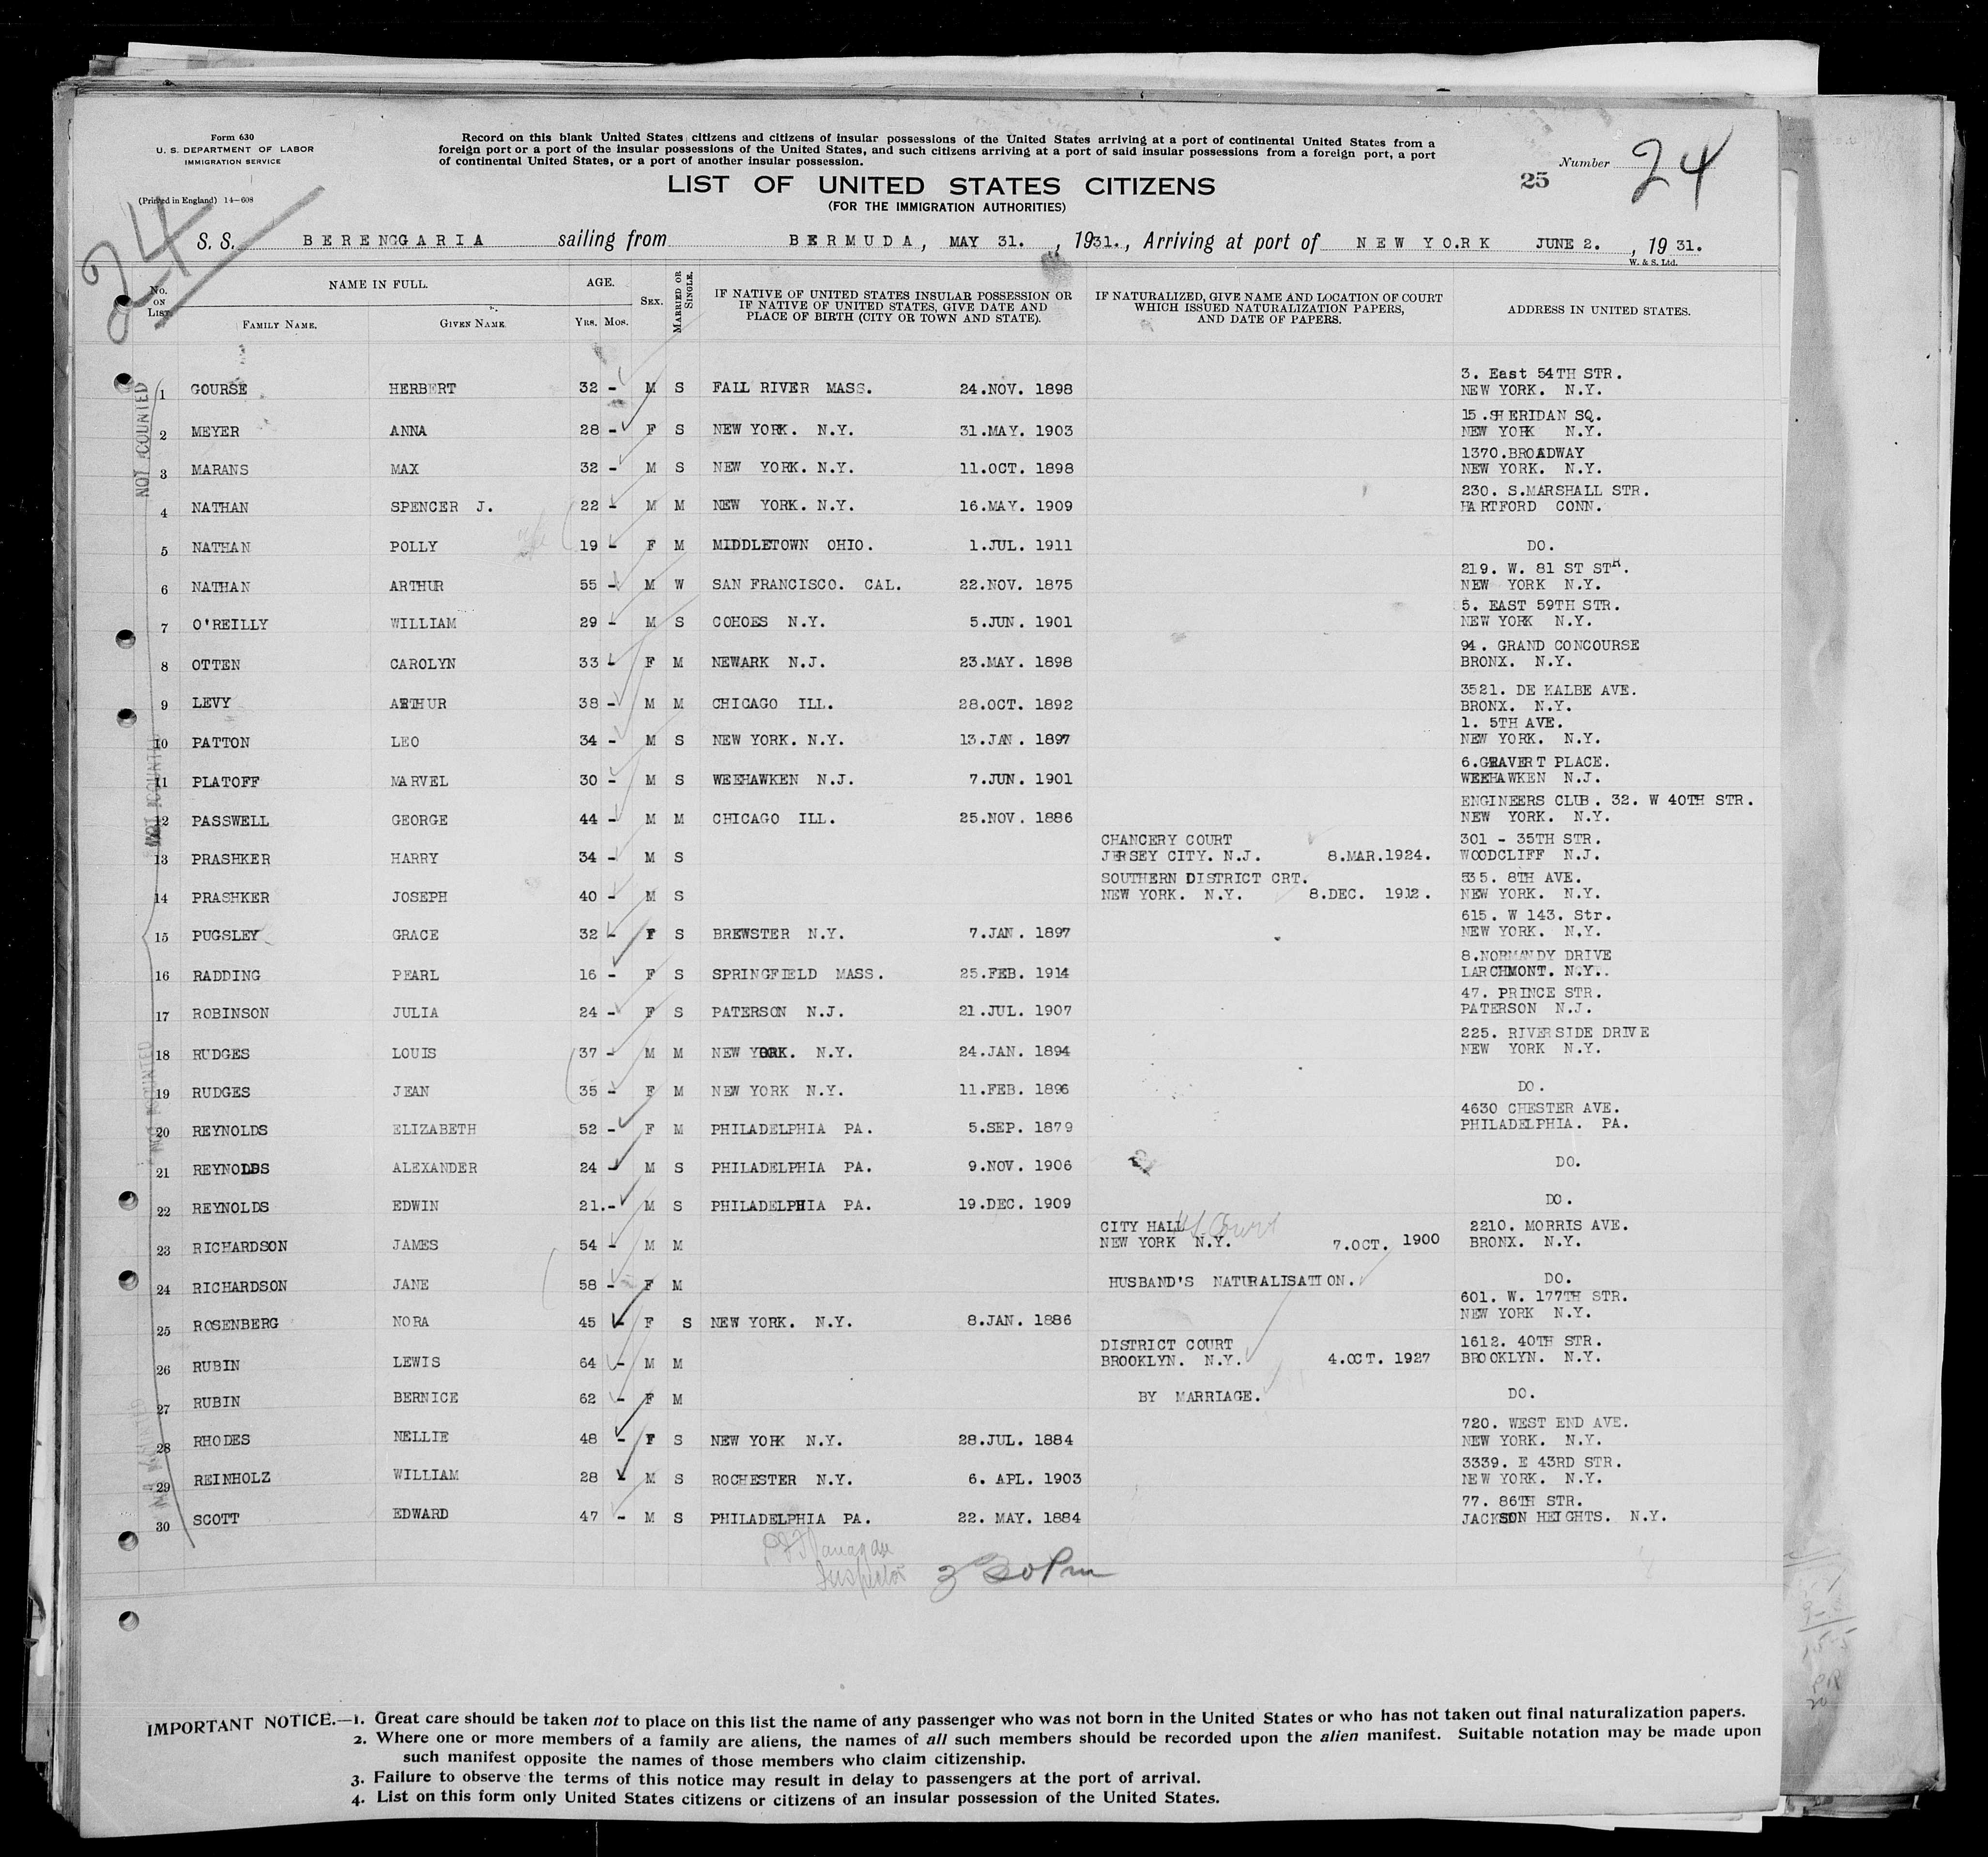 Form 630
U. S. DEPARTMENT OF LABOR
IMMIGRATION SERVICE
(Printed in England) 14—608
Record on this blank United States citizens and citizens of insular possessions of the United States arriving at a port of continental United States from a
foreign port or a port of the insular possessions of the United States, and such citizens arriving at a port of said insular possessions from a foreign port, a port
of continental United States, or a port of another insular possession.
LIST OF UNITED STATES CITIZENS
(FOR THE IMMIGRATION AUTHORITIES)
25 Number 24
24
S. S. BERENGGARIA sailing from BERMUDA, MAY 31. , 1931., Arriving at port of NEW YO.RK JUNE 2. , 19 31.
W. & S. Ltd.
No. ON LIST. NAME IN FULL. FAMILY NAME. GIVEN NAME AGE. YRS. MOS. SEX. MARRIED OR SINGLE. IF NATIVE OF UNITED STATES INSULAR POSSESSION OR IF NATIVE OF UNITED STATES, GIVE DATE AND PLACE OF BIRTH (CITY OR TOWN AND STATE). IF NATURALIZED, GIVE NAME AND LOCATION OF COURT WHICH ISSUED NATURALIZATION PAPERS, AND DATE OF PAPERS. ADDRESS IN UNITED STATES.
NOT COUNTED
3. East 54TH STR.
1 GOURSE HERBERT 32 - M S FALL RIVER MASS. 24.NOV. 1898 NEW YORK. N.Y.
15 .SHERIDAN SQ.
2 MEYER ANNA 28 - F S NEW YORK. N.Y. 31.MAY. 1903 NEW YORK N.Y.
1370.BROADWAY
3 MARANS MAX 32 - M S NEW YORK. N.Y. 11.OCT. 1898 NEW YORK. N.Y.
230. S.MARSHALL STR.
4 NATHAN SPENCER J. 22 - M M NEW YORK. N.Y. 16.MAY. 1909 HARTFORD CONN.
5 NATHAN POLLY wife 19 - F M MIDDLETOWN OHIO. 1.JUL. 1911 DO.
219. W. 81 ST STR.
6 NATHAN ARTHUR 55 - M W SAN FRANCISCO. CAL. 22.NOV. 1875 NEW YORK N.Y.
5. EAST 59TH STR.
7 O'REILLY WILLIAM 29 - M S COHOES N.Y. 5.JUN. 1901 NEW YORK N.Y.
94. GRAND CONCOURSE
8 OTTEN CAROLYN 33 - F M NEWARK N.J. 23.MAY. 1898 BRONX. N.Y.
3521. DE KALBE AVE.
9 LEVY ARTHUR 38 - M M CHICAGO ILL. 28.OCT. 1892 BRONX. N.Y.
1. 5TH AVE.
10 PATTON LEO 34 - M S NEW YORK. N.Y. 13.JAN. 1897 NEW YORK. N.Y.
6.GRAVERT PLACE.
11 PLATOFF MARVEL 30 - M S WEEHAWKEN N.J. 7.JUN. 1901 WEEHAWKEN N.J.
ENGINEERS CLUB. 32. W 40TH STR.
12 PASSWELL GEORGE 44 - M M CHICAGO ILL. 25.NOV. 1886 NEW YORK. N.Y.
NOT COUNTED
CHANCERY COURT 301 - 35TH STR.
13 PRASHKER HARRY 34 - M S JERSEY CITY. N.J. 8.MAR.1924. WOODCLIFF N.J.
SOUTHERN DISTRICT CRT. 535. 8TH AVE.
14 PRASHKER JOSEPH 40 - M S NEW YORK. N.Y. 8.DEC. 1912. NEW YORK. N.Y.
615. W 143. Str.
15 PUGSLEY GRACE 32 - F S BREWSTER N.Y. 7.JAN. 1897 NEW YORK. N.Y.
8.NORMANDY DRIVE
16 RADDING PEARL 16 - F S SPRINGFIELD MASS. 25.FEB. 1914 LARCHMONT. N.Y.
47. PRINCE STR.
17 ROBINSON JULIA 24 - F S PATERSON N.J. 21.JUL. 1907 PATERSON N.J.
225. RIVERSIDE DRIVE
18 RUDGES LOUIS 37 - M M NEW YORK. N.Y. 24.JAN. 1894 NEW YORK N.Y.
19 RUDGES JEAN 35 - F M NEW YORK N.Y. 11.FEB. 1896 DO.
NOT COUNTED
4630 CHESTER AVE.
20 REYNOLDS ELIZABETH 52 - F M PHILADELPHIA PA. 5.SEP. 1879 PHILADELPHIA. PA.
21 REYNOLDS ALEXANDER 24 - M S PHILADELPHIA PA. 9.NOV. 1906 DO.
22 REYNOLDS EDWIN 21.- M S PHILADELPHIA PA. 19.DEC. 1909 DO.
CITY HALL U.S. Court 2210. MORRIS AVE.
23 RICHARDSON JAMES 54 - M M NEW YORK N.Y. 7.OCT. 1900 BRONX. N.Y.
24 RICHARDSON JANE 58 - F M HUSBAND'S NATURALISATION. DO.
601. W. 177TH STR.
25 ROSENBERG NORA 45 - F S NEW YORK. N.Y. 8.JAN. 1886 NEW YORK N.Y.
DISTRICT COURT 1612. 40TH STR.
26 RUBIN LEWIS 64 - M M BROOKLYN. N.Y. 4.OCT. 1927 BROOKLYN. N.Y.
27 RUBIN BERNICE 62 - F M BY MARRIAGE. DO.
720. WEST END AVE.
28 RHODES NELLIE 48 - F S NEW YORK N.Y. 28.JUL. 1884 NEW YORK. N.Y.
3339. E 43RD STR.
29 REINHOLZ WILLIAM 28 - M S ROCHESTER N.Y. 6. APL. 1903 NEW YORK. N.Y.
77. 86TH STR.
30 SCOTT EDWARD 47 - M S PHILADELPHIA PA. 22. MAY. 1884 JACKSON HEIGHTS. N.Y.
Inspector 3 30 Pm
IMPORTANT NOTICE.—1. Great care should be taken not to place on this list the name of any passenger who was not born in the United States or who has not taken out final naturalization papers.
2. Where one or more members of a family are aliens, the names of all such members should be recorded upon the alien manifest. Suitable notation may be made upon
such manifest opposite the names of those members who claim citizenship.
3. Failure to observe the terms of this notice may result in delay to passengers at the port of arrival.
4. List on this form only United States citizens or citizens of an insular possession of the United States.